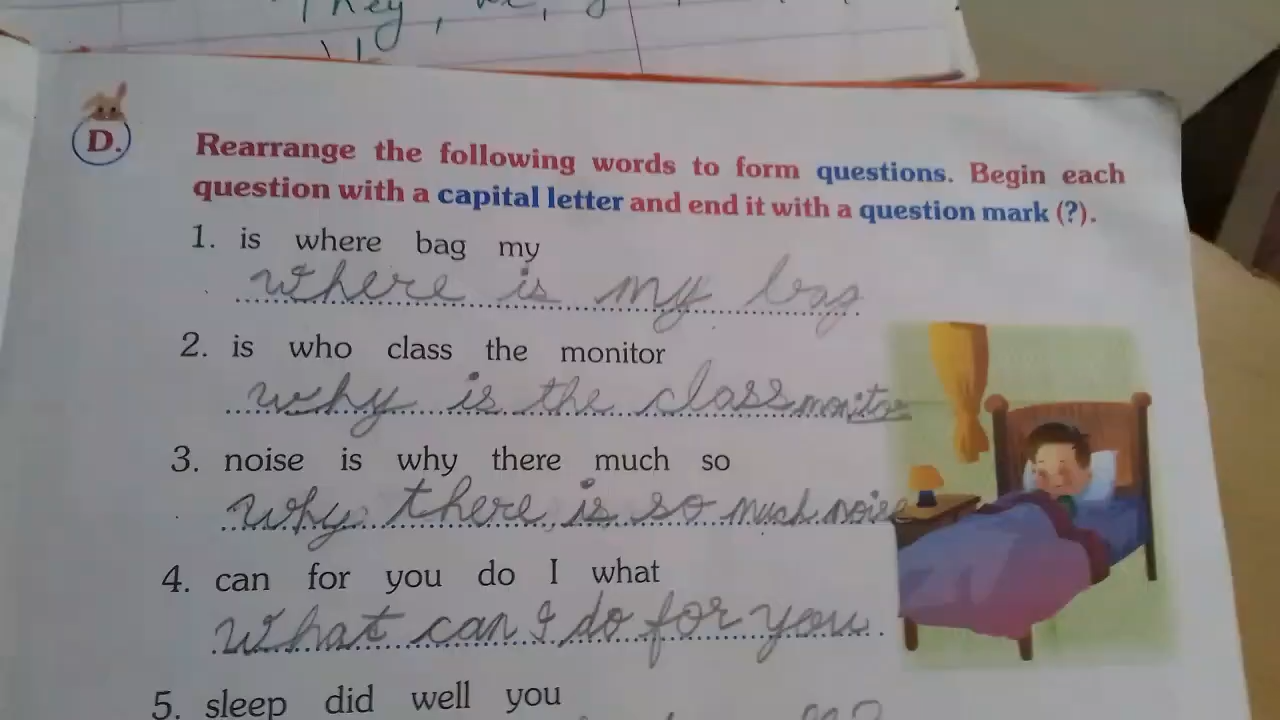 They,
D.
Rearrange the following words to form questions. Begin each
question with a capital letter and end it with a question mark (?).
1. is where bag my
where is my bag
2. is who class the monitor
why is the class monitor
3. noise is why there much so
why there is so much noise
4. can for you do I what
What can I do for you.
5. sleep did well you